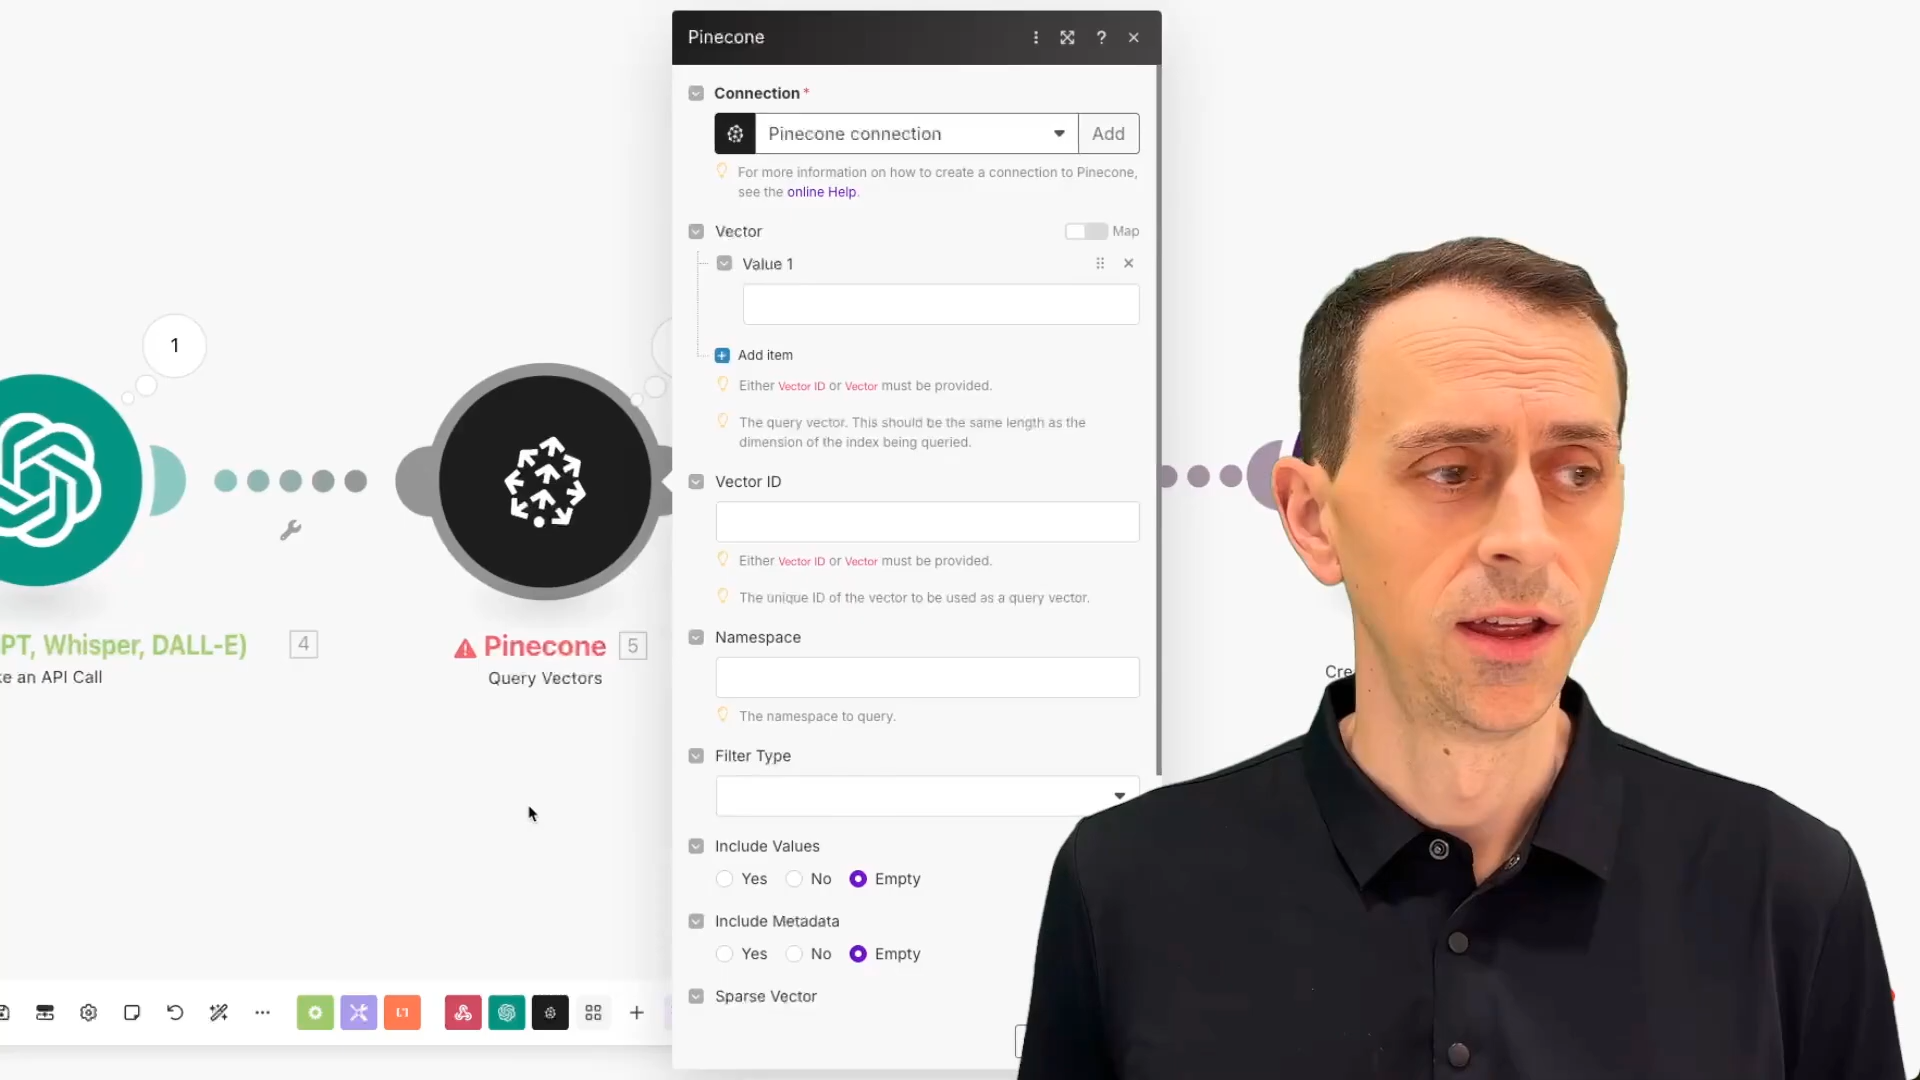 Pinecone
Connection *
Pinecone connection
Add
For more information on how to create a connection to Pinecone,
see the online Help.
Vector
Map
Value 1
Add item
Either Vector ID or Vector must be provided.
The query vector. This should be the same length as the
dimension of the index being queried.
Vector ID
Either Vector ID or Vector must be provided.
The unique ID of the vector to be used as a query vector.
Namespace
The namespace to query.
Filter Type
Include Values
Yes No Empty
Include Metadata
Yes No Empty
Sparse Vector
1
PT, Whisper, DALL-E) 4
ke an API Call
Pinecone 5
Query Vectors
Cre